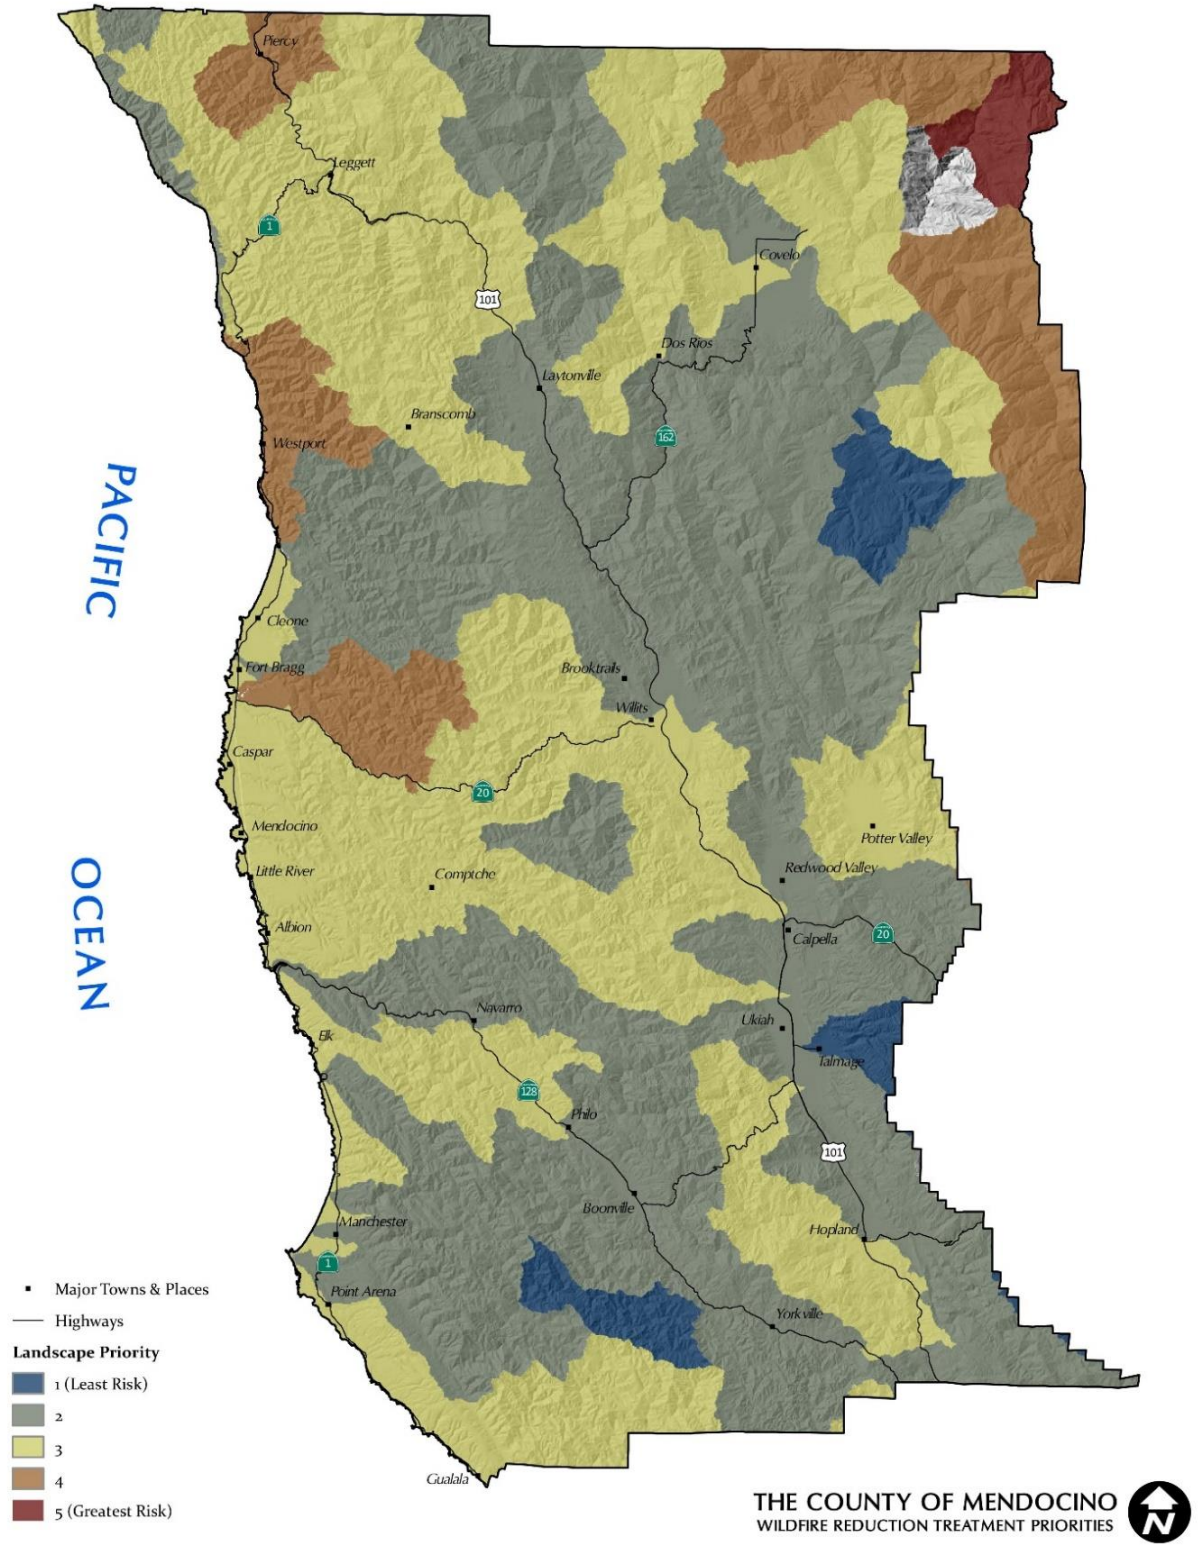 Piercy
Leggett
1
101
Covelo
Dos Rios
Laytonville
Branscomb
162
Westport
PACIFIC
Cleone
Fort Bragg
Brooktrails
Willits
Caspar
20
Mendocino
Potter Valley
Little River
Comptche
Redwood Valley
OCEAN
Albion
Calpella
20
Navarro
Ukiah
Elk
Talmage
128
Philo
101
Boonville
Manchester
Hopland
1
Point Arena
Yorkville
Gualala
Major Towns & Places
Highways
Landscape Priority
1 (Least Risk)
2
3
4
5 (Greatest Risk)
THE COUNTY OF MENDOCINO
WILDFIRE REDUCTION TREATMENT PRIORITIES
N